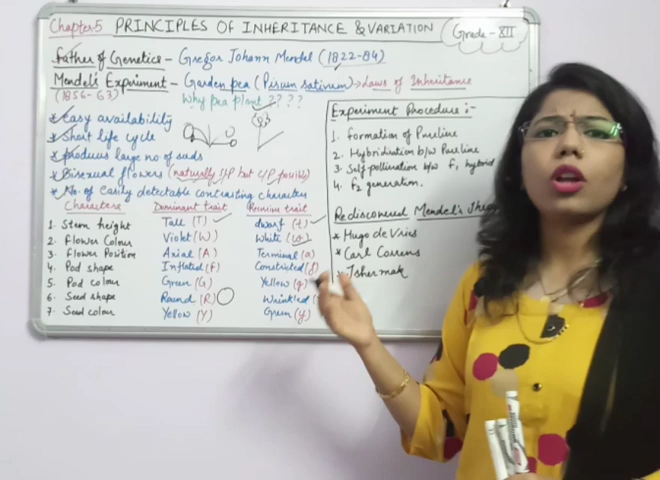 Chapter 5 PRINCIPLES OF INHERITANCE & VARIATION
Grade-XII
Father of Genetics - Gregor Johann Mendel (1822-84)
Mendel's Experiment - Garden pea (Pisum sativum) → Laws of Inheritance
(1856-63)
Why pea plant ????
* Easy availability
* Short life cycle
* produces large no of seeds
* Bisexual flowers (naturally S/P but C/P possible)
* No. of easily detectable contrasting characters
Characters Dominant trait Recessive trait
1. Stem height Tall (T) dwarf (t)
2. Flower Colour Violet (W) White (w)
3. Flower Position Axial (A) Terminal (a)
4. Pod shape Inflated (F) Constricted (f)
5. Pod colour Green (G) Yellow (g)
6. Seed shape Round (R) Wrinkled (
7. Seed colour Yellow (Y) Green (y)
Experiment Procedure :-
1. Formation of Pureline
2. Hybridisation b/w Pureline
3. Self pollination b/w F1 hybrid
4. F2 generation.
Rediscovered Mendel's
* Hugo de Vries
* Carl Correns
* Tshermak